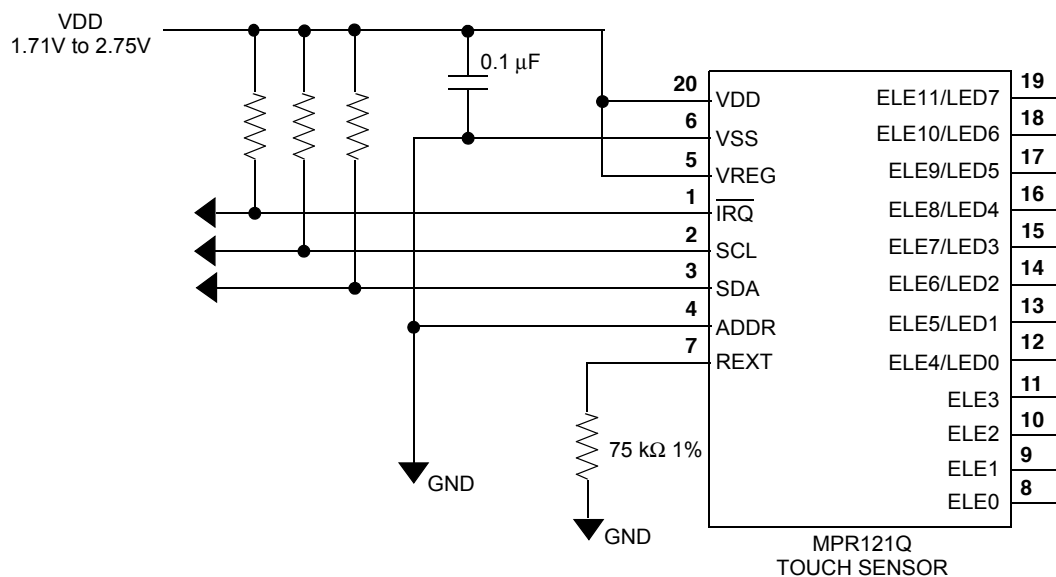 VDD
1.71V to 2.75V
0.1 μF
20
VDD
6
VSS
5
VREG
1
IRQ
2
SCL
3
SDA
4
ADDR
7
REXT
75 kΩ 1%
GND
GND
ELE11/LED7
19
ELE10/LED6
18
ELE9/LED5
17
ELE8/LED4
16
ELE7/LED3
15
ELE6/LED2
14
ELE5/LED1
13
ELE4/LED0
12
ELE3
11
ELE2
10
ELE1
9
ELE0
8
MPR121Q
TOUCH SENSOR